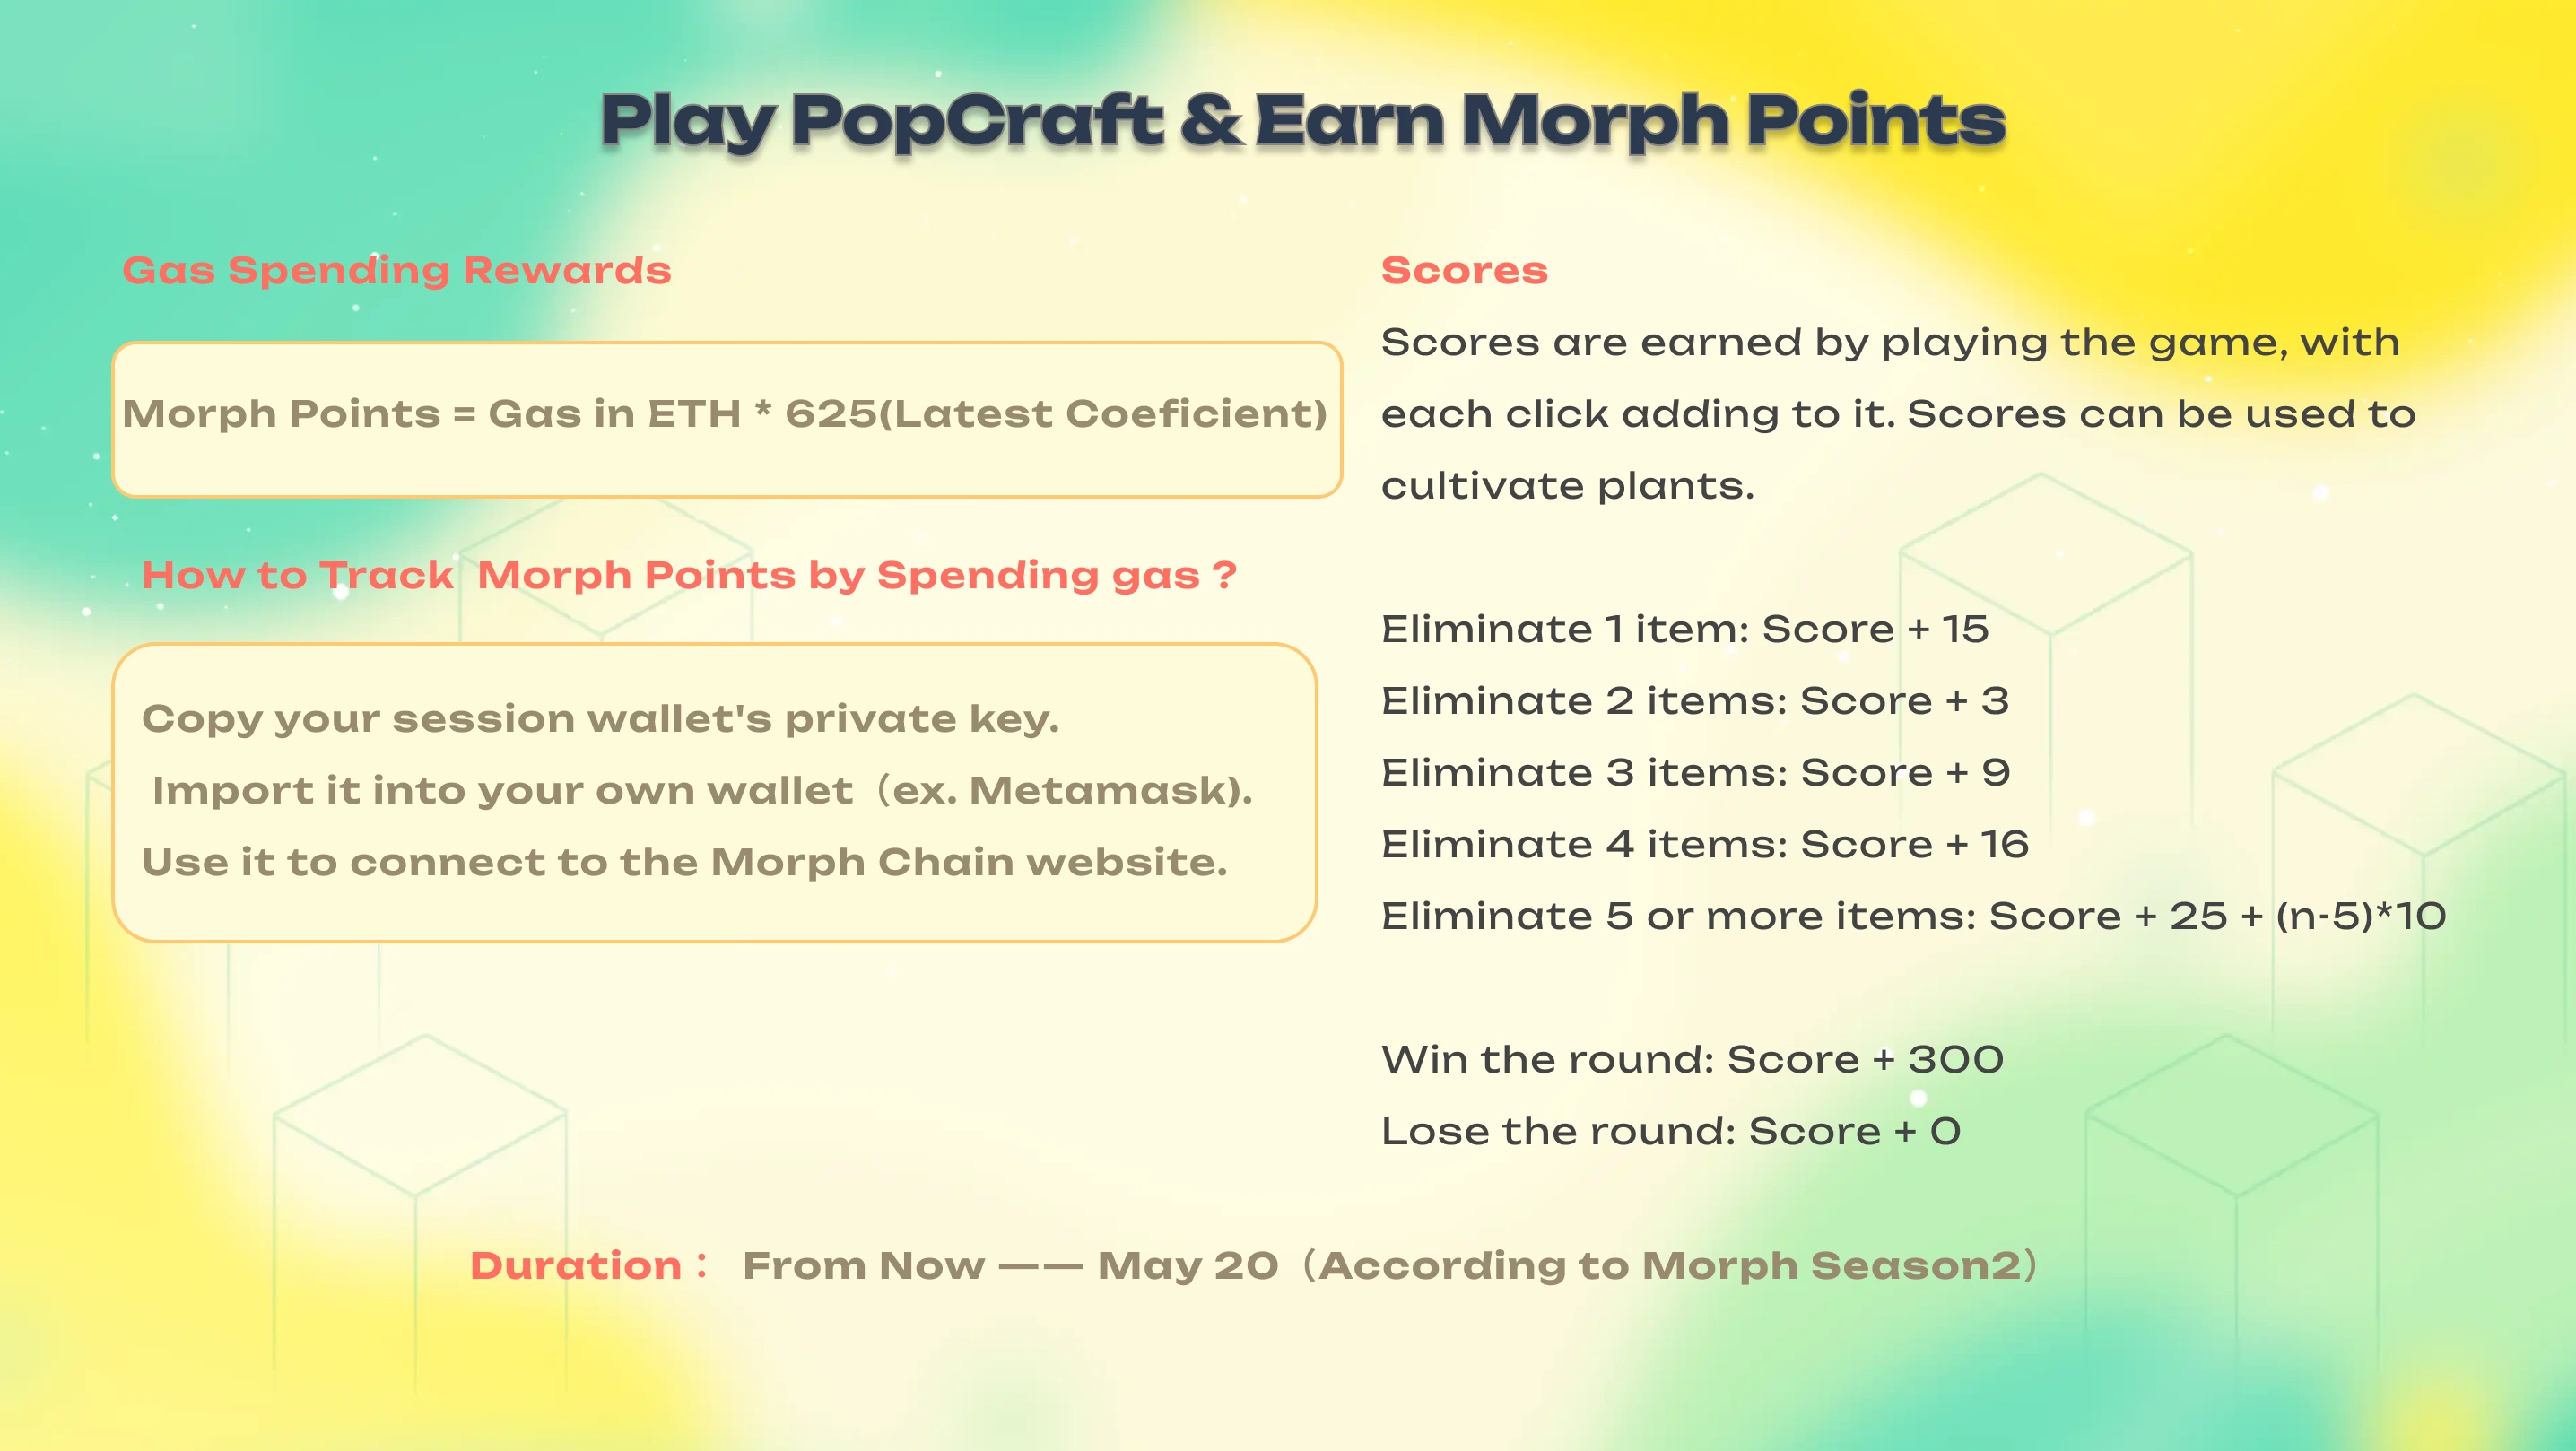 Play PopCraft & Earn Morph Points
Gas Spending Rewards
Morph Points = Gas in ETH * 625(Latest Coeficient)
How to Track  Morph Points by Spending gas ?
Copy your session wallet's private key.
Import it into your own wallet（ex. Metamask).
Use it to connect to the Morph Chain website.
Scores
Scores are earned by playing the game, with
each click adding to it. Scores can be used to
cultivate plants.
Eliminate 1 item: Score + 15
Eliminate 2 items: Score + 3
Eliminate 3 items: Score + 9
Eliminate 4 items: Score + 16
Eliminate 5 or more items: Score + 25 + (n-5)*10
Win the round: Score + 300
Lose the round: Score + 0
Duration： From Now —— May 20（According to Morph Season2）